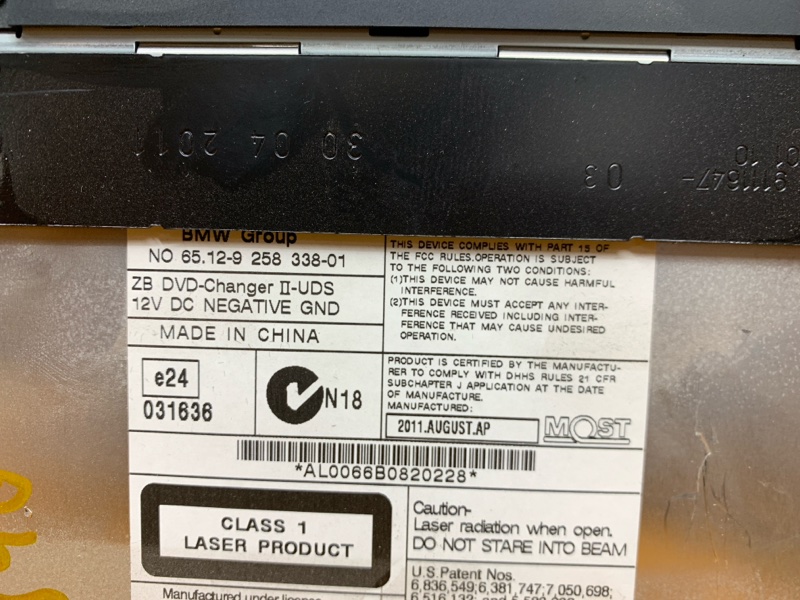 30 04 201
03
01 10
9111647-
BMW Group
NO 65.12-9 258 338-01
ZB DVD-Changer II-UDS
12V DC NEGATIVE GND
MADE IN CHINA
e24
031636
N18
THIS DEVICE COMPLIES WITH PART 15 OF
THE FCC RULES.OPERATION IS SUBJECT
TO THE FOLLOWING TWO CONDITIONS:
(1)THIS DEVICE MAY NOT CAUSE HARMFUL
INTERFERENCE.
(2)THIS DEVICE MUST ACCEPT ANY INTER-
FERENCE RECEIVED INCLUDING INTER-
FERENCE THAT MAY CAUSE UNDESIRED
OPERATION.
PRODUCT IS CERTIFIED BY THE MANUFACTU-
RER TO COMPLY WITH DHHS RULES 21 CFR
SUBCHAPTER J APPLICATION AT THE DATE
OF MANUFACTURE.
MANUFACTURED:
2011.AUGUST.AP
MOST
*AL0066B0820228*
CLASS 1
LASER PRODUCT
Caution-
Laser radiation when open.
DO NOT STARE INTO BEAM
Manufactured under license
U.S.Patent Nos.
6,836,549;6,381,747;7,050,698;